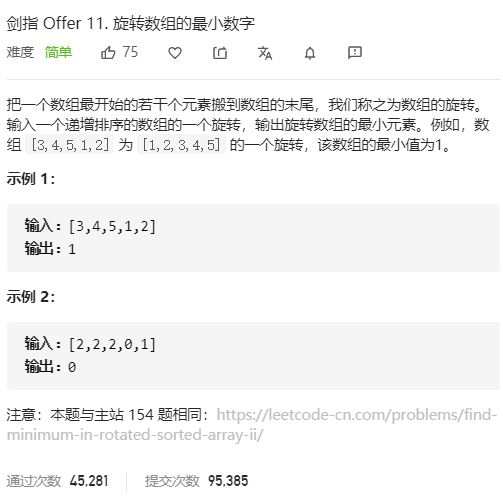 剑指 Offer 11. 旋转数组的最小数字
难度 简单 75
把一个数组最开始的若干个元素搬到数组的末尾，我们称之为数组的旋转。
输入一个递增排序的数组的一个旋转，输出旋转数组的最小元素。例如，数
组 [3,4,5,1,2] 为 [1,2,3,4,5] 的一个旋转，该数组的最小值为1。
示例 1：
输入：[3,4,5,1,2]
输出：1
示例 2：
输入：[2,2,2,0,1]
输出：0
注意：本题与主站 154 题相同：https://leetcode-cn.com/problems/find-
minimum-in-rotated-sorted-array-ii/
通过次数 45,281 提交次数 95,385